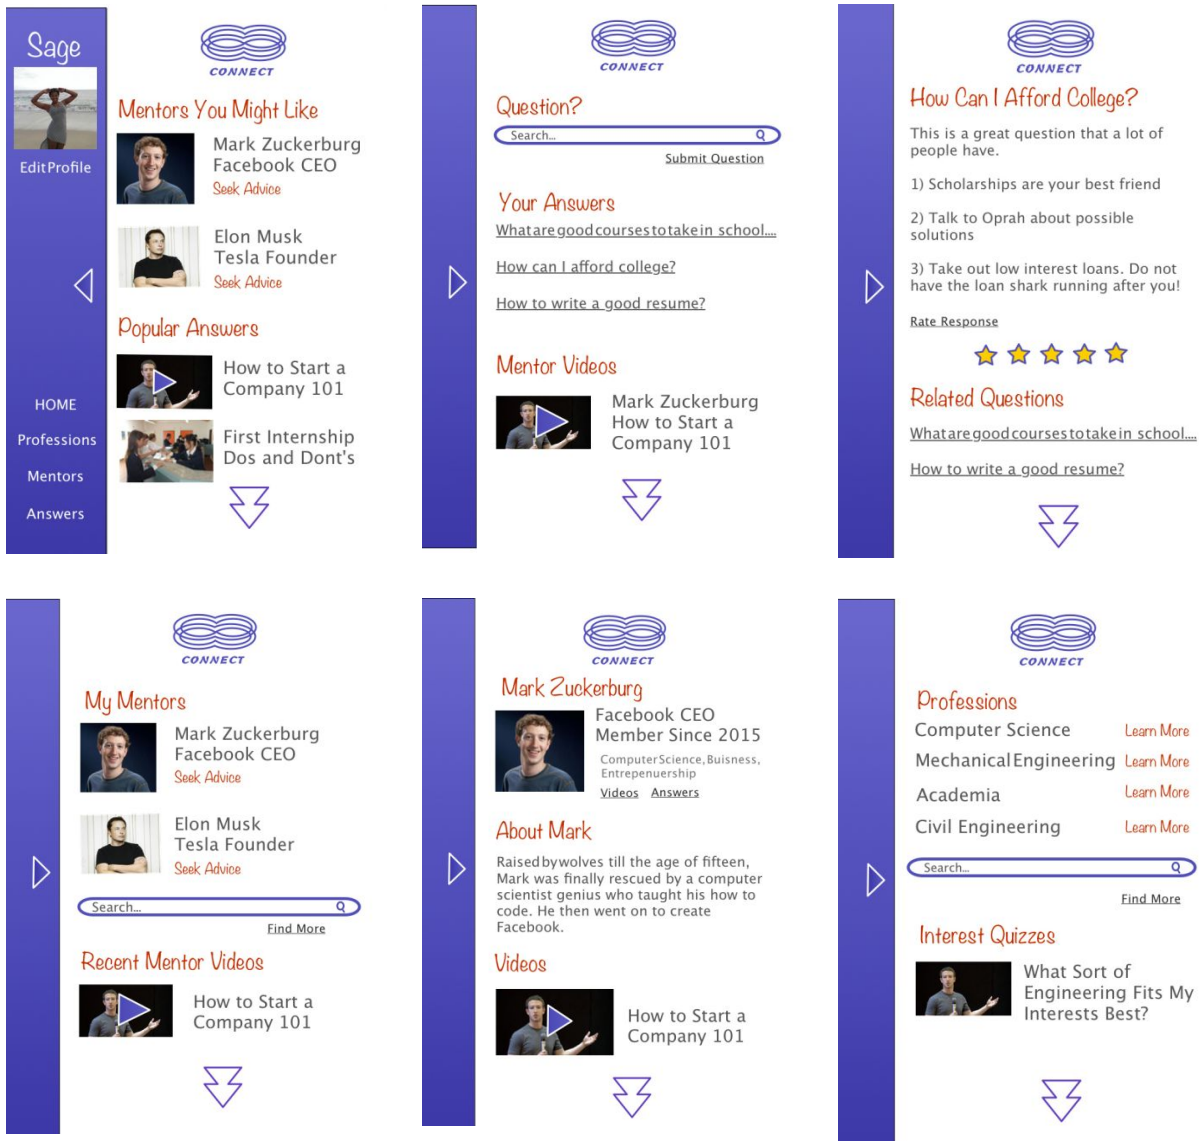 Sage
Edit Profile
HOME
Professions
Mentors
Answers
CONNECT
Mentors You Might Like
Mark Zuckerburg
Facebook CEO
Seek Advice
Elon Musk
Tesla Founder
Seek Advice
Popular Answers
How to Start a
Company 101
First Internship
Dos and Dont's
CONNECT
Question?
Search...
Submit Question
Your Answers
What are good courses to take in school....
How can I afford college?
How to write a good resume?
Mentor Videos
Mark Zuckerburg
How to Start a
Company 101
CONNECT
How Can I Afford College?
This is a great question that a lot of
people have.
1) Scholarships are your best friend
2) Talk to Oprah about possible
solutions
3) Take out low interest loans. Do not
have the loan shark running after you!
Rate Response
Related Questions
What are good courses to take in school....
How to write a good resume?
CONNECT
My Mentors
Mark Zuckerburg
Facebook CEO
Seek Advice
Elon Musk
Tesla Founder
Seek Advice
Search...
Find More
Recent Mentor Videos
How to Start a
Company 101
CONNECT
Mark Zuckerburg
Facebook CEO
Member Since 2015
Computer Science, Buisness,
Entrepenuership
Videos Answers
About Mark
Raised by wolves till the age of fifteen,
Mark was finally rescued by a computer
scientist genius who taught his how to
code. He then went on to create
Facebook.
Videos
How to Start a
Company 101
CONNECT
Professions
Computer Science Learn More
Mechanical Engineering Learn More
Academia Learn More
Civil Engineering Learn More
Search...
Find More
Interest Quizzes
What Sort of
Engineering Fits My
Interests Best?